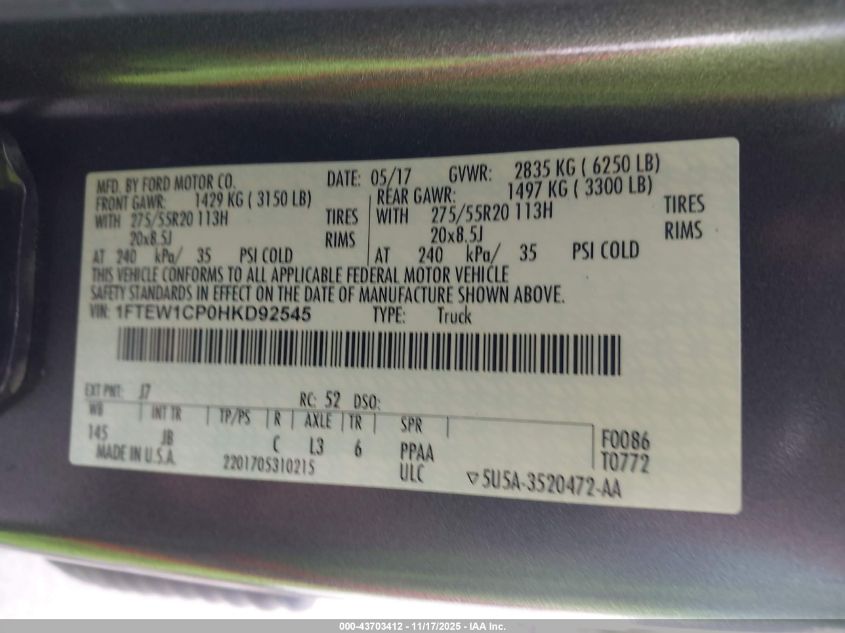 MFD. BY FORD MOTOR CO. DATE: 05/17 GVWR: 2835 KG ( 6250 LB)
FRONT GAWR: 1429 KG ( 3150 LB) REAR GAWR: 1497 KG ( 3300 LB)
WITH 275/55R20 113H TIRES WITH 275/55R20 113H TIRES
20x8.5J RIMS 20x8.5J RIMS
AT 240 kPa/ 35 PSI COLD AT 240 kPa/ 35 PSI COLD
THIS VEHICLE CONFORMS TO ALL APPLICABLE FEDERAL MOTOR VEHICLE
SAFETY STANDARDS IN EFFECT ON THE DATE OF MANUFACTURE SHOWN ABOVE.
VIN: 1FTEW1CP0HKD92545 TYPE: Truck
EXT PNT: J7 RC: 52 DSO:
WB INT TR TP/PS R AXLE TR SPR
145 JB C L3 6 PPAA F0086
MADE IN U.S.A. 2201705310215 ULC T0772
5U5A-3520472-AA
000-43703412 - 11/17/2025 - IAA Inc.